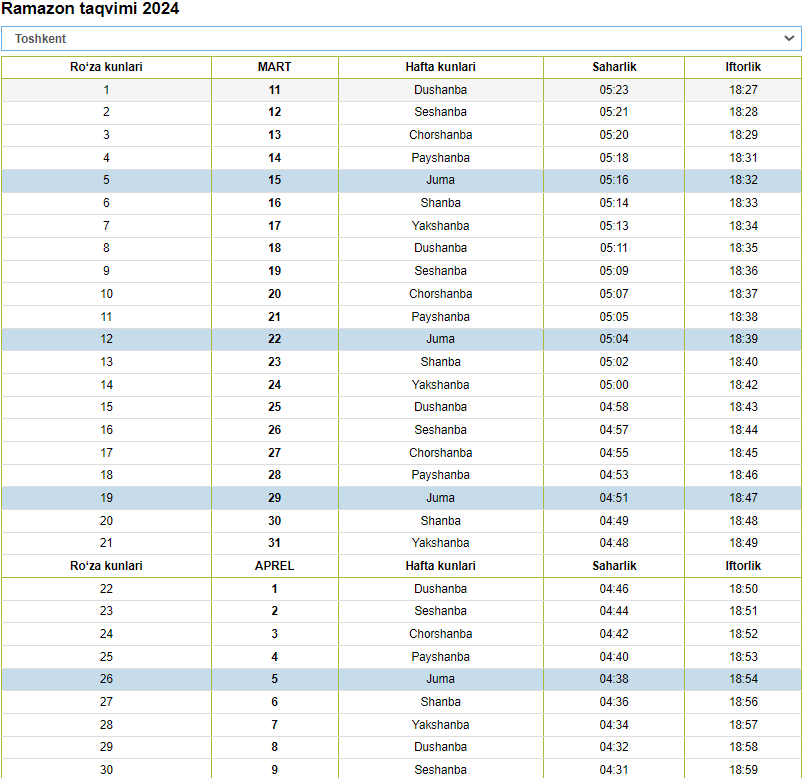 Ramazon taqvimi 2024
Toshkent
Ro‘za kunlari MART Hafta kunlari Saharlik Iftorlik
1 11 Dushanba 05:23 18:27
2 12 Seshanba 05:21 18:28
3 13 Chorshanba 05:20 18:29
4 14 Payshanba 05:18 18:31
5 15 Juma 05:16 18:32
6 16 Shanba 05:14 18:33
7 17 Yakshanba 05:13 18:34
8 18 Dushanba 05:11 18:35
9 19 Seshanba 05:09 18:36
10 20 Chorshanba 05:07 18:37
11 21 Payshanba 05:05 18:38
12 22 Juma 05:04 18:39
13 23 Shanba 05:02 18:40
14 24 Yakshanba 05:00 18:42
15 25 Dushanba 04:58 18:43
16 26 Seshanba 04:57 18:44
17 27 Chorshanba 04:55 18:45
18 28 Payshanba 04:53 18:46
19 29 Juma 04:51 18:47
20 30 Shanba 04:49 18:48
21 31 Yakshanba 04:48 18:49
Ro‘za kunlari APREL Hafta kunlari Saharlik Iftorlik
22 1 Dushanba 04:46 18:50
23 2 Seshanba 04:44 18:51
24 3 Chorshanba 04:42 18:52
25 4 Payshanba 04:40 18:53
26 5 Juma 04:38 18:54
27 6 Shanba 04:36 18:56
28 7 Yakshanba 04:34 18:57
29 8 Dushanba 04:32 18:58
30 9 Seshanba 04:31 18:59